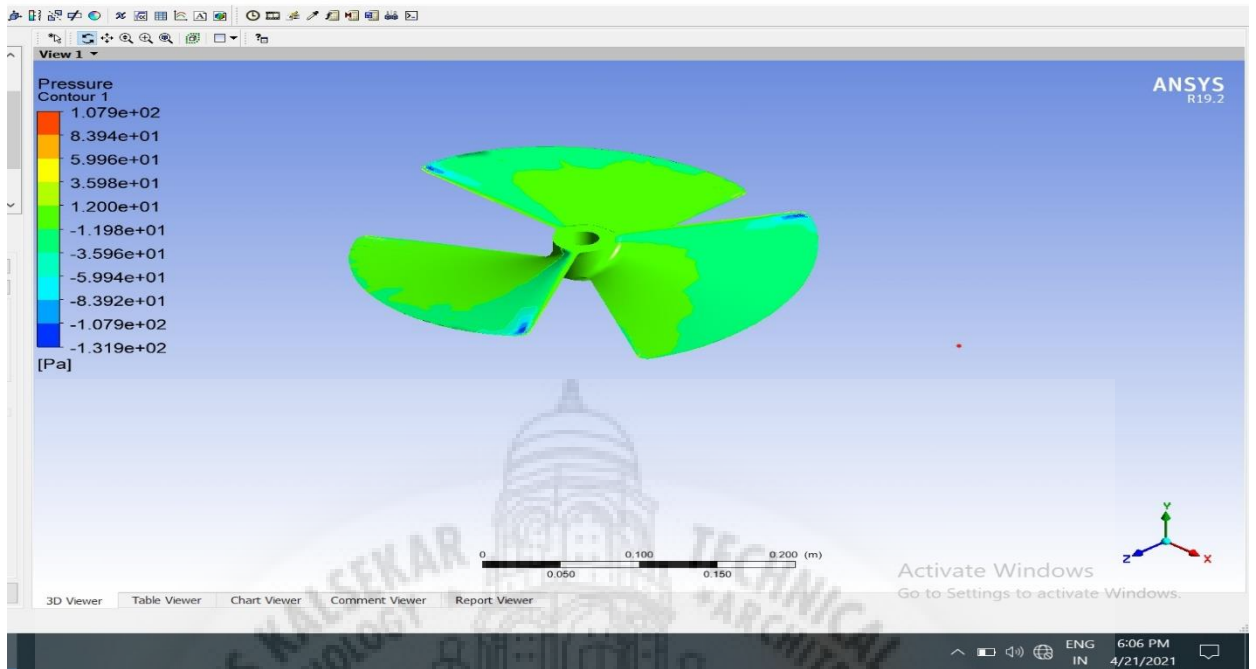 View 1
Pressure
Contour 1
1.079e+02
8.394e+01
5.996e+01
3.598e+01
1.200e+01
-1.198e+01
-3.596e+01
-5.994e+01
-8.392e+01
-1.079e+02
-1.319e+02
[Pa]
ANSYS
R19.2
0 0.100 0.200 (m)
0.050 0.150
Y
Z X
KALSEKAR TECHNICAL
NOLOGY ARCHITE
Activate Windows
Go to Settings to activate Windows.
3D Viewer Table Viewer Chart Viewer Comment Viewer Report Viewer
ENG 6:06 PM
IN 4/21/2021